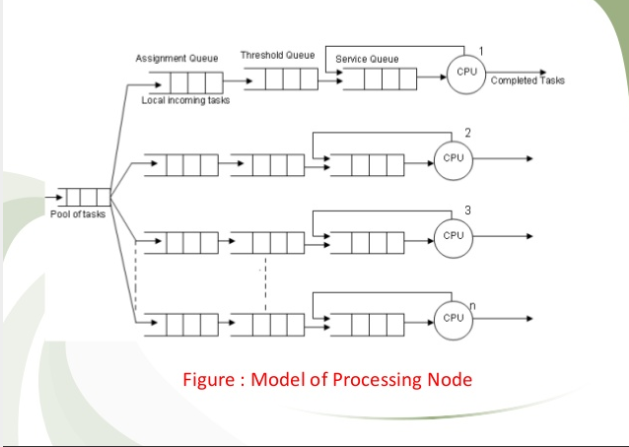 1
Assignment Queue
Threshold Queue
Service Queue
CPU
Completed Tasks
Local incoming tasks
2
CPU
Pool of tasks
3
CPU
n
CPU
Figure : Model of Processing Node